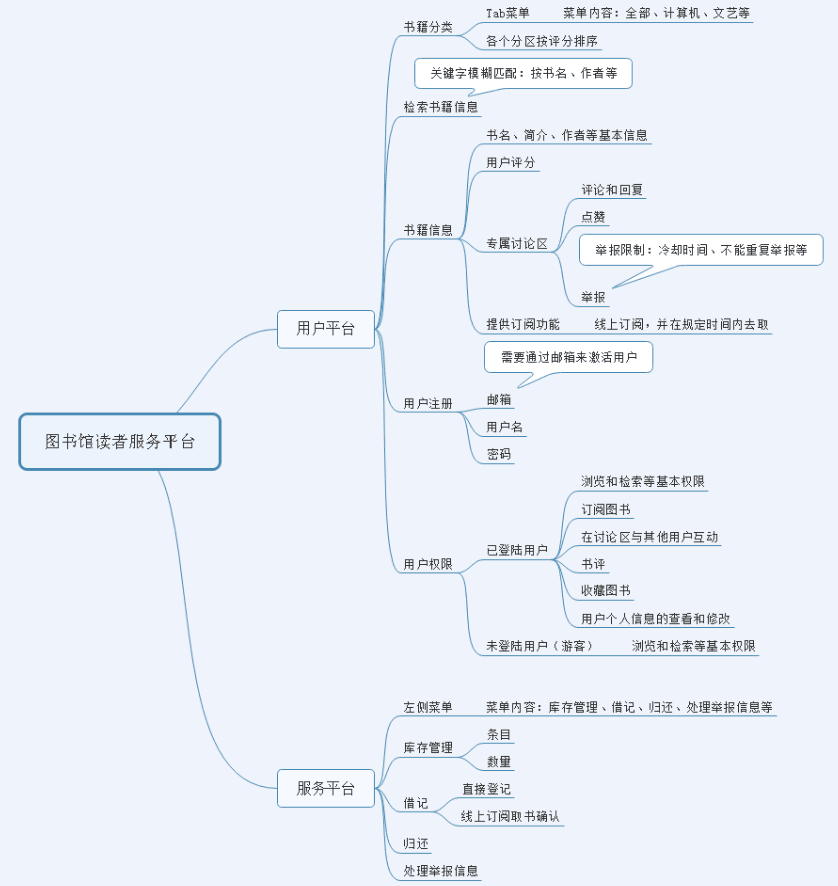 图书馆读者服务平台
用户平台
书籍分类
Tab菜单
菜单内容：全部、计算机、文艺等
各个分区按评分排序
关键字模糊匹配：按书名、作者等
检索书籍信息
书籍信息
书名、简介、作者等基本信息
用户评分
专属讨论区
评论和回复
点赞
举报限制：冷却时间、不能重复举报等
举报
提供订阅功能
线上订阅，并在规定时间内去取
需要通过邮箱来激活用户
用户注册
邮箱
用户名
密码
用户权限
已登陆用户
浏览和检索等基本权限
订阅图书
在讨论区与其他用户互动
书评
收藏图书
用户个人信息的查看和修改
未登陆用户（游客）
浏览和检索等基本权限
服务平台
左侧菜单
菜单内容：库存管理、借记、归还、处理举报信息等
库存管理
条目
数量
借记
直接登记
线上订阅取书确认
归还
处理举报信息